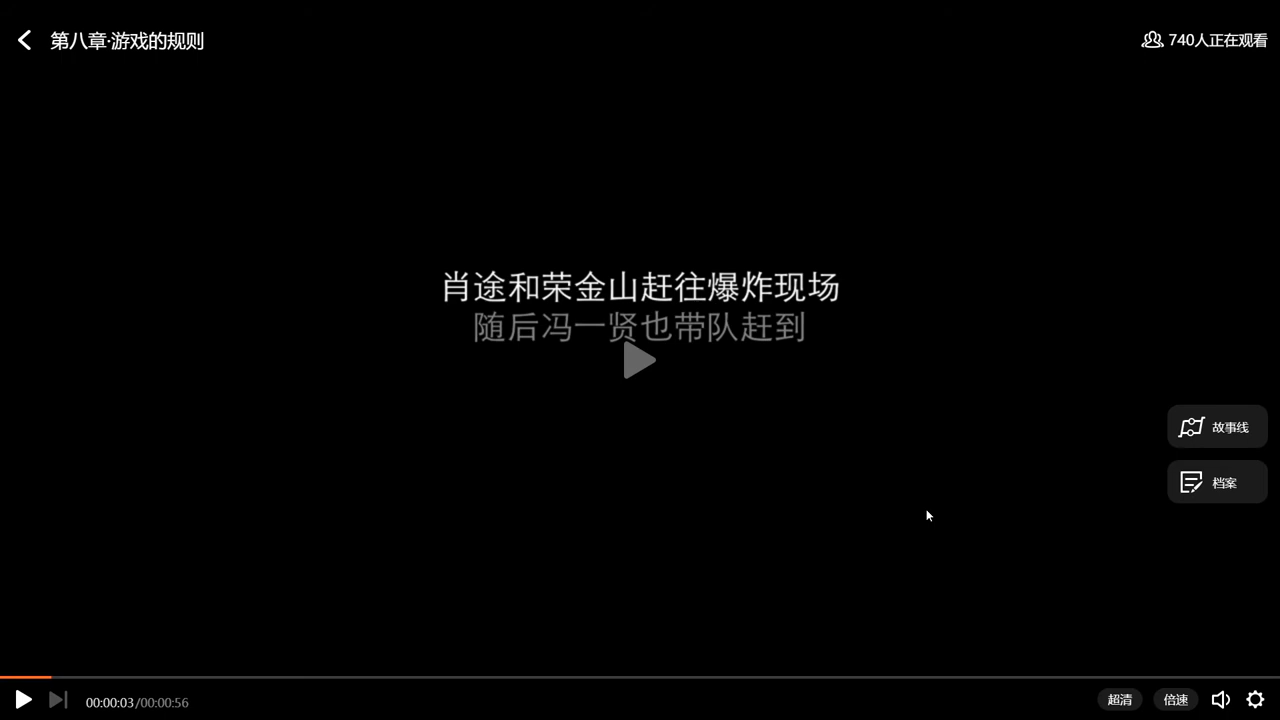 第八章·游戏的规则
740人正在观看
肖途和荣金山赶往爆炸现场
随后冯一贤也带队赶到
故事线
档案
00:00:03/00:00:56
超清
倍速